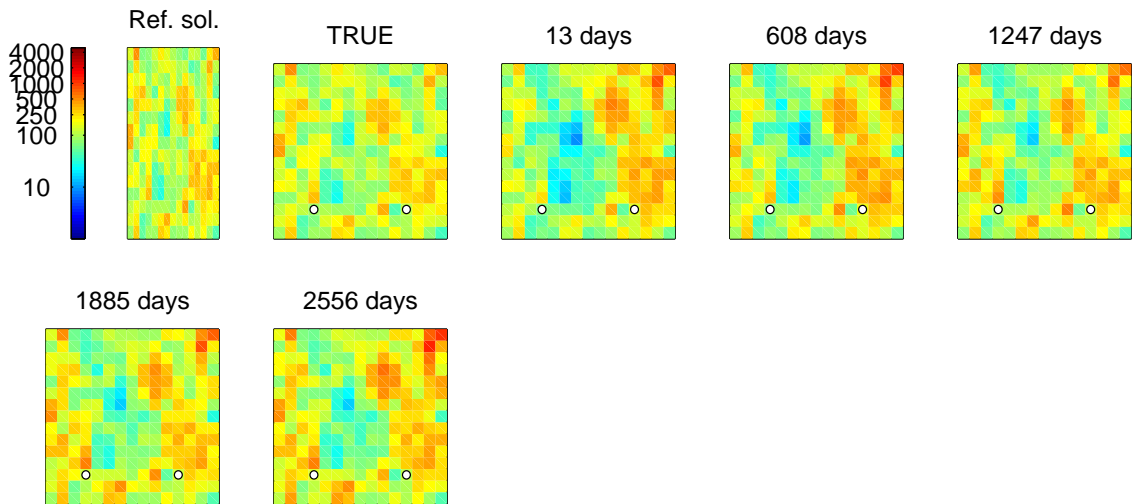 Ref. sol.
TRUE
13 days
608 days
1247 days
4000
2000
1000
500
250
100
10
1885 days
2556 days